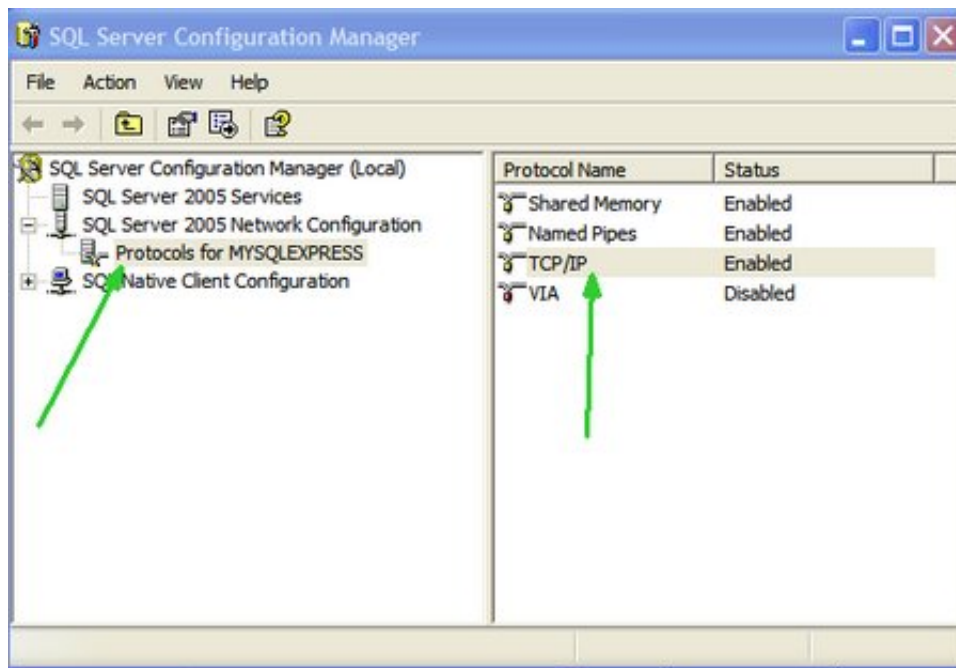 SQL Server Configuration Manager
File Action View Help
SQL Server Configuration Manager (Local)
SQL Server 2005 Services
SQL Server 2005 Network Configuration
Protocols for MYSQLEXPRESS
SQL Native Client Configuration
Protocol Name Status
Shared Memory Enabled
Named Pipes Enabled
TCP/IP Enabled
VIA Disabled